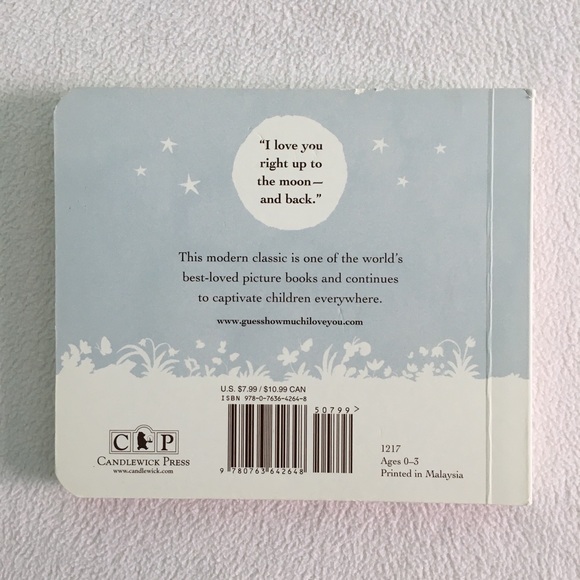 “I love you
right up to
the moon—
and back.”
This modern classic is one of the world’s
best-loved picture books and continues
to captivate children everywhere.
www.guesshowmuchiloveyou.com
U.S. $7.99 / $10.99 CAN
ISBN 978-0-7636-4264-8
50799>
9 780763 642648
C P
CANDLEWICK PRESS
www.candlewick.com
1217
Ages 0–3
Printed in Malaysia